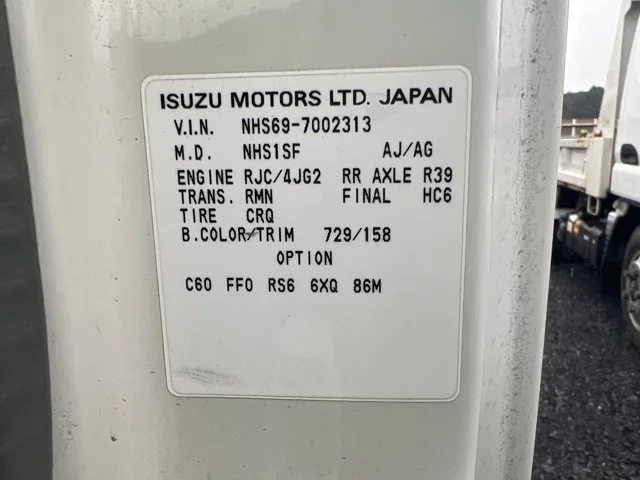 ISUZU MOTORS LTD. JAPAN
V.I.N. NHS69-7002313
M.D. NHS1SF AJ/AG
ENGINE RJC/4JG2 RR AXLE R39
TRANS. RMN FINAL HC6
TIRE CRQ
B.COLOR/TRIM 729/158
OPTION
C60 FF0 RS6 6XQ 86M